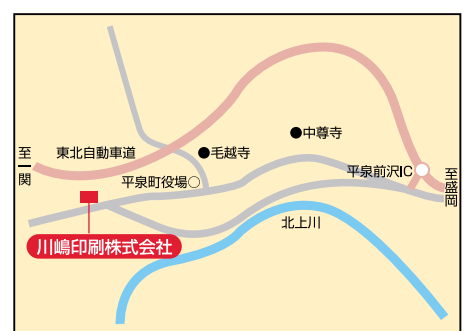 至一関
東北自動車道
●毛越寺
●中尊寺
平泉町役場○
平泉前沢IC
至盛岡
川嶋印刷株式会社
北上川